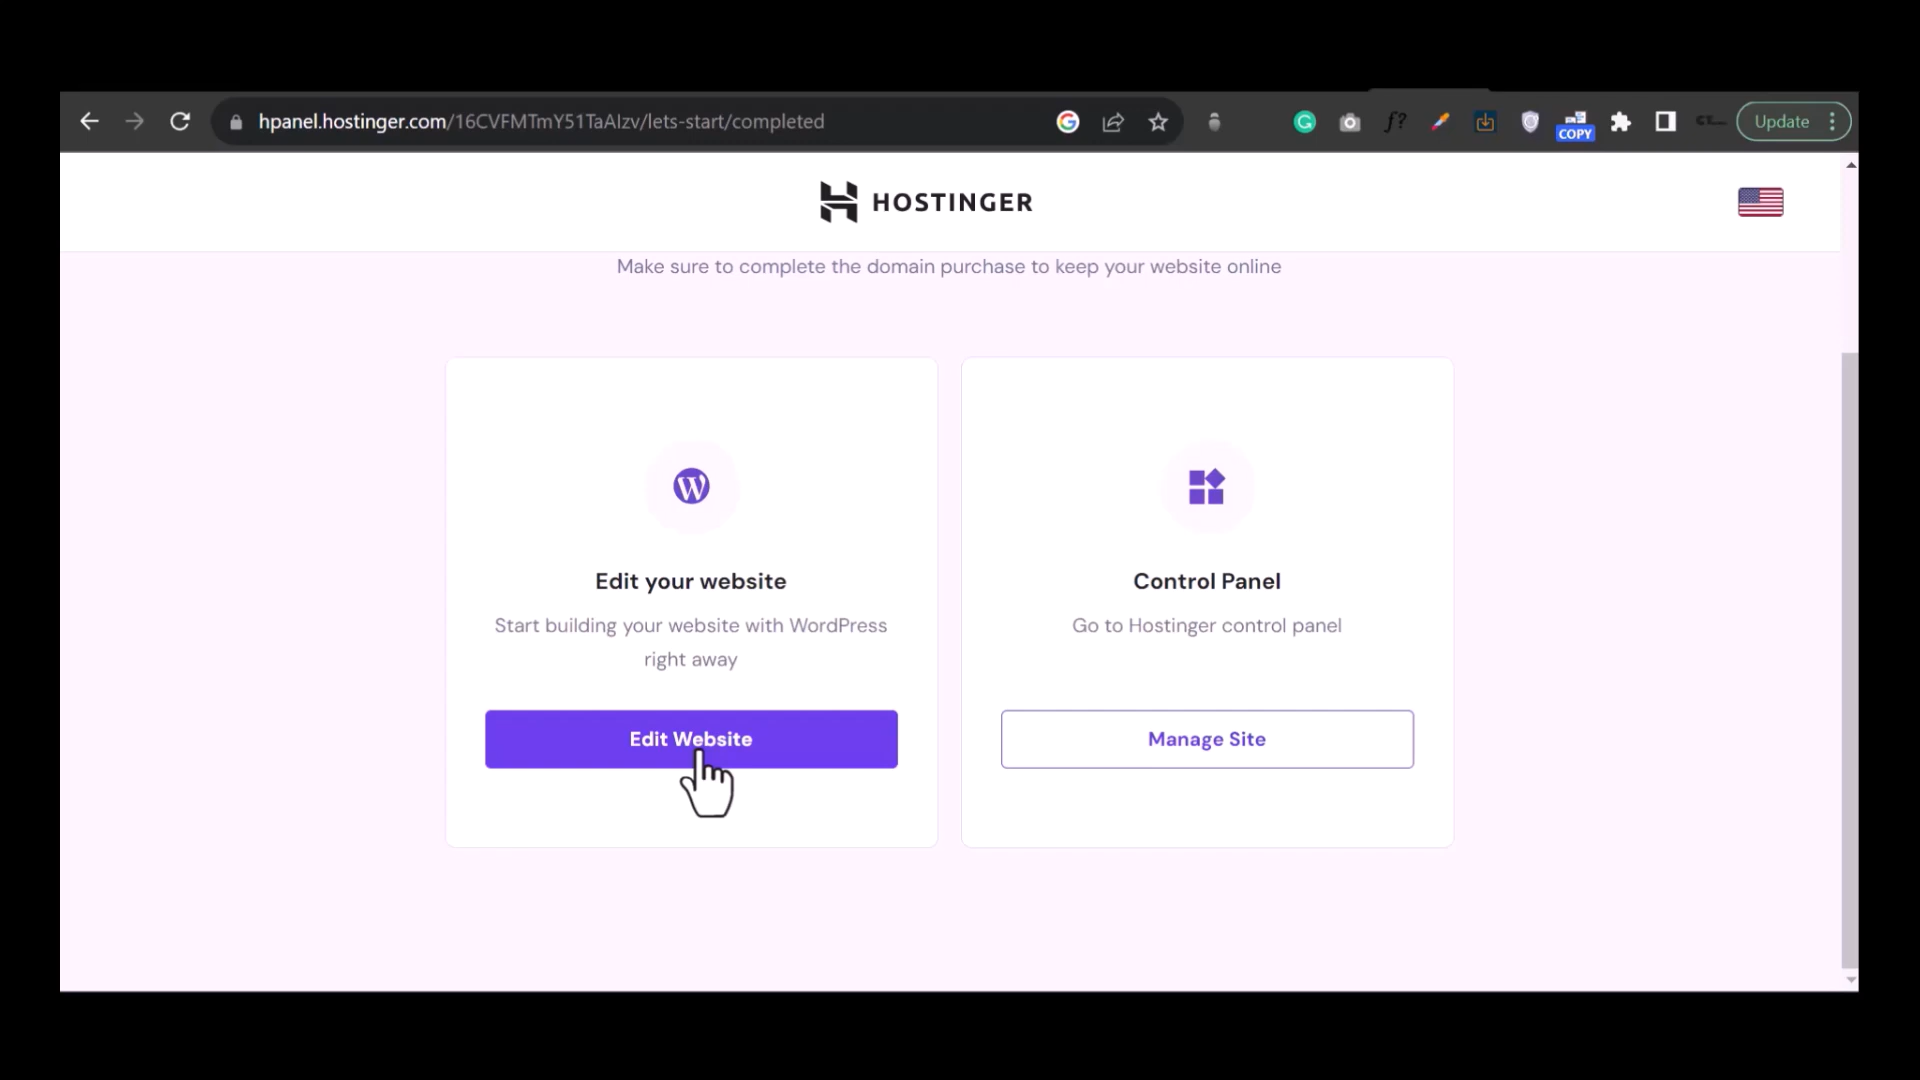 hpanel.hostinger.com/16CVFMTmY51TaAIzv/lets-start/completed
COPY
Update
HOSTINGER
Make sure to complete the domain purchase to keep your website online
Edit your website
Start building your website with WordPress
right away
Edit Website
Control Panel
Go to Hostinger control panel
Manage Site